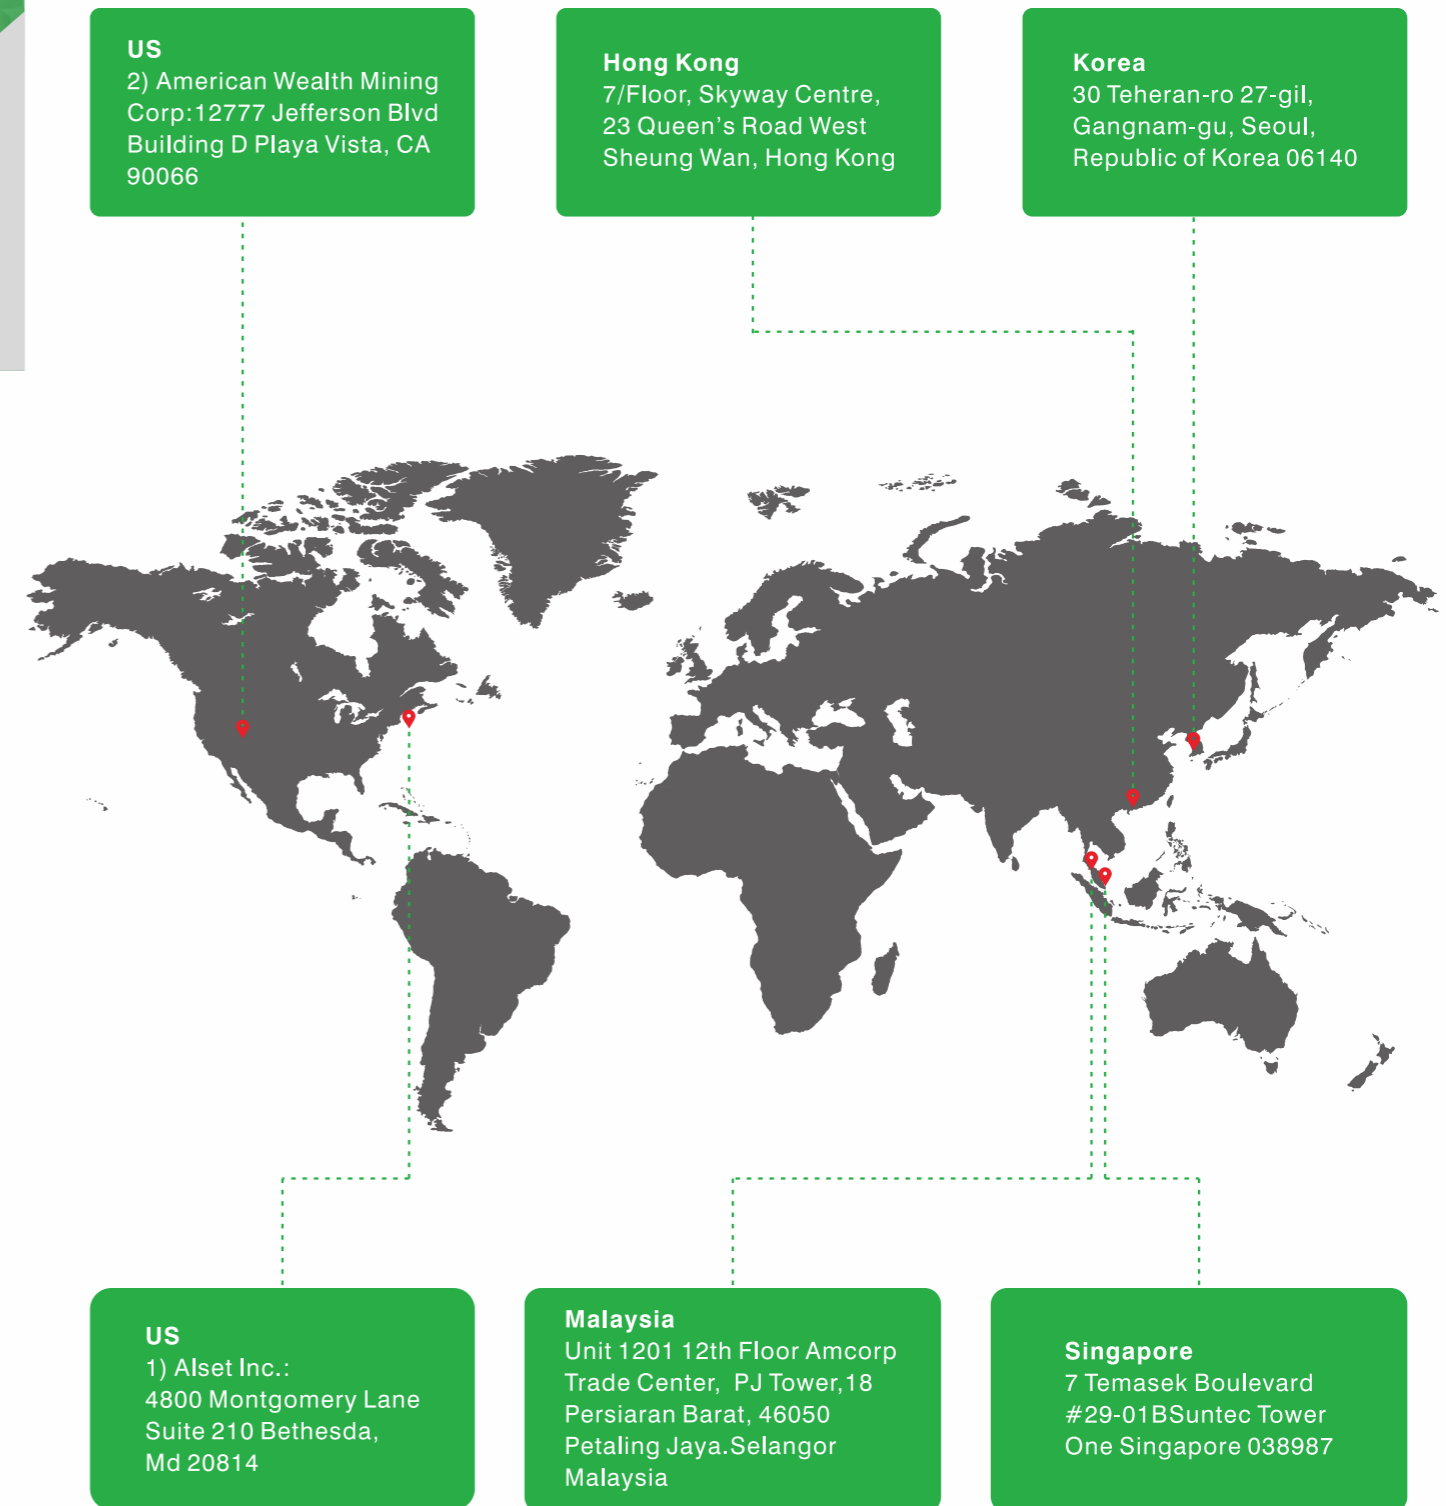 US
2) American Wealth Mining
Corp:12777 Jefferson Blvd
Building D Playa Vista, CA
90066
Hong Kong
7/Floor, Skyway Centre,
23 Queen's Road West
Sheung Wan, Hong Kong
Korea
30 Teheran-ro 27-gil,
Gangnam-gu, Seoul,
Republic of Korea 06140
US
1) Alset Inc.:
4800 Montgomery Lane
Suite 210 Bethesda,
Md 20814
Malaysia
Unit 1201 12th Floor Amcorp
Trade Center,  PJ Tower,18
Persiaran Barat, 46050
Petaling Jaya.Selangor
Malaysia
Singapore
7 Temasek Boulevard
#29-01BSuntec Tower
One Singapore 038987